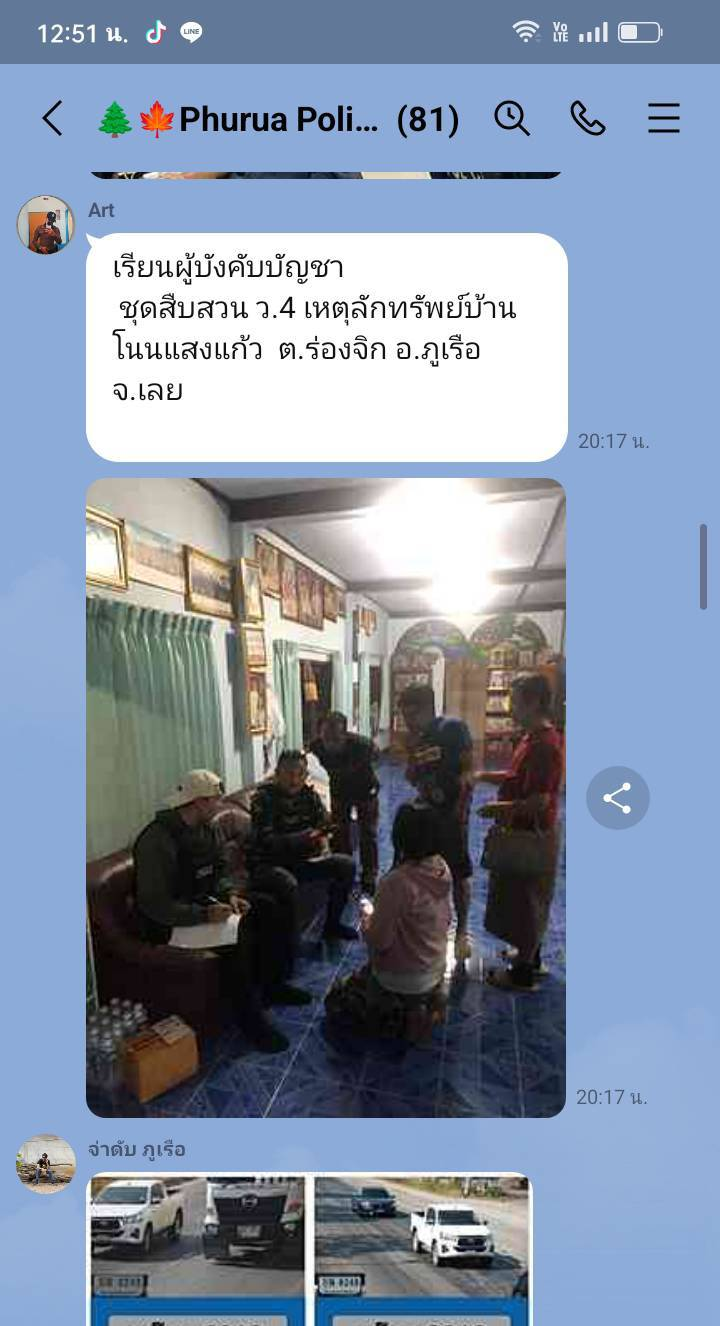 12:51 น.
LINE
Vo
LTE
Phurua Poli... (81)
Art
เรียนผู้บังคับบัญชา
ชุดสืบสวน ว.4 เหตุลักทรัพย์บ้าน
โนนแสงแก้ว ต.ร่องจิก อ.ภูเรือ
จ.เลย
20:17 น.
20:17 น.
จ่าดับ ภูเรือ